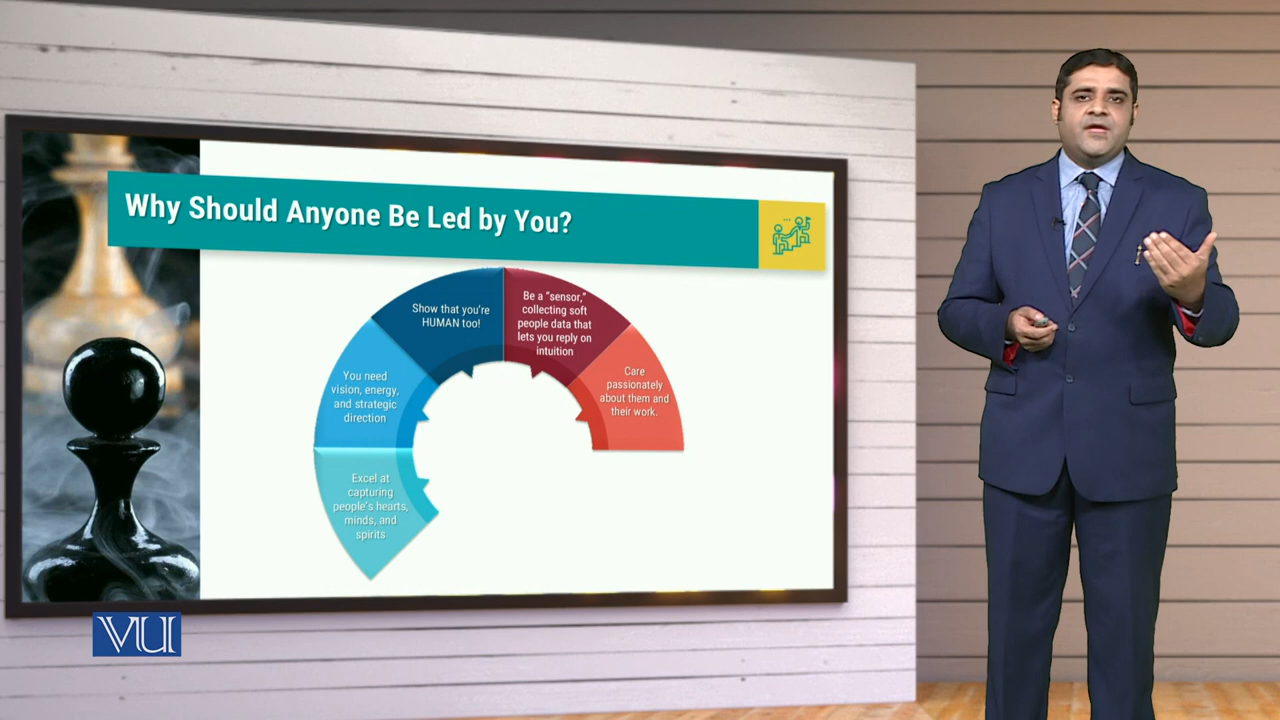 Why Should Anyone Be Led by You?
Excel at
capturing
people's hearts,
minds, and
spirits
You need
vision, energy,
and strategic
direction
Show that you're
HUMAN too!
Be a "sensor,"
collecting soft
people data that
lets you reply on
intuition
Care
passionately
about them and
their work.
VU